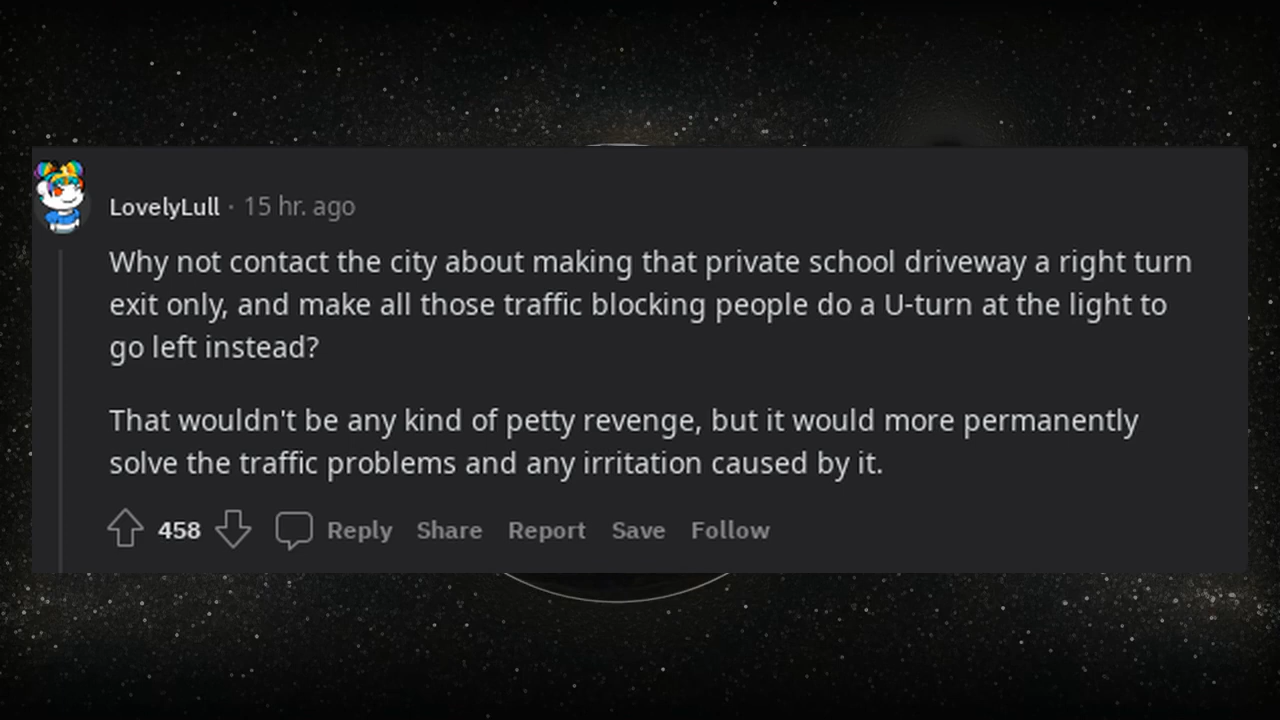 LovelyLull · 15 hr. ago
Why not contact the city about making that private school driveway a right turn
exit only, and make all those traffic blocking people do a U-turn at the light to
go left instead?
That wouldn't be any kind of petty revenge, but it would more permanently
solve the traffic problems and any irritation caused by it.
458 Reply Share Report Save Follow